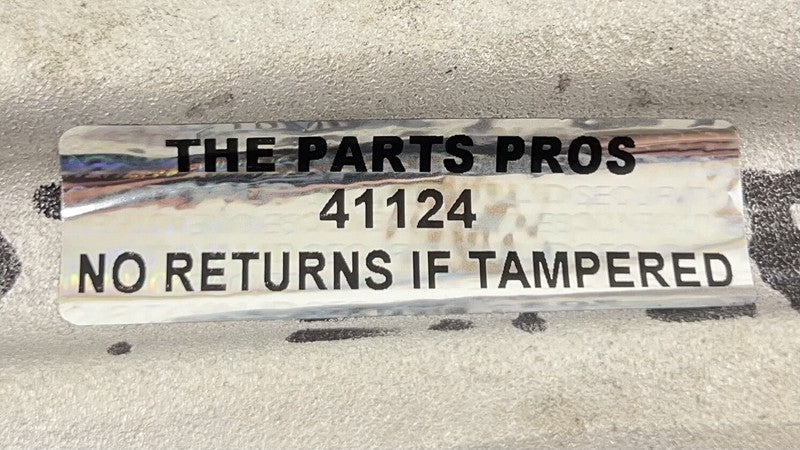 THE PARTS PROS
41124
NO RETURNS IF TAMPERED